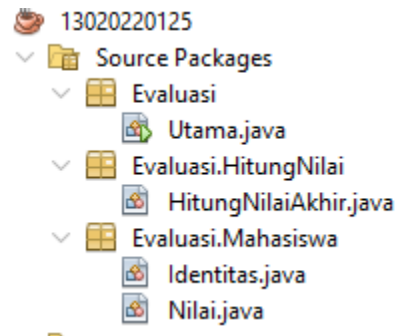 13020220125
Source Packages
Evaluasi
Utama.java
Evaluasi.HitungNilai
HitungNilaiAkhir.java
Evaluasi.Mahasiswa
Identitas.java
Nilai.java